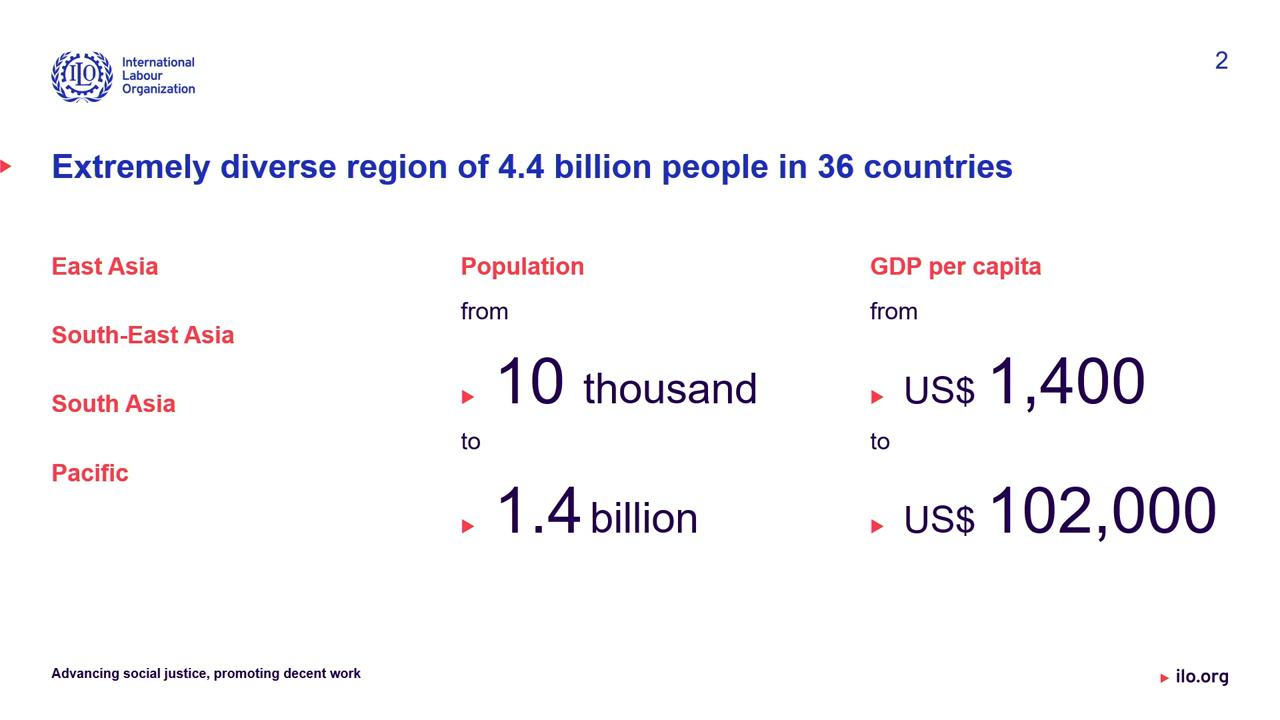 ILO
International
Labour
Organization
2
Extremely diverse region of 4.4 billion people in 36 countries
East Asia
South-East Asia
South Asia
Pacific
Population
from
10 thousand
to
1.4 billion
GDP per capita
from
US$ 1,400
to
US$ 102,000
Advancing social justice, promoting decent work
ilo.org